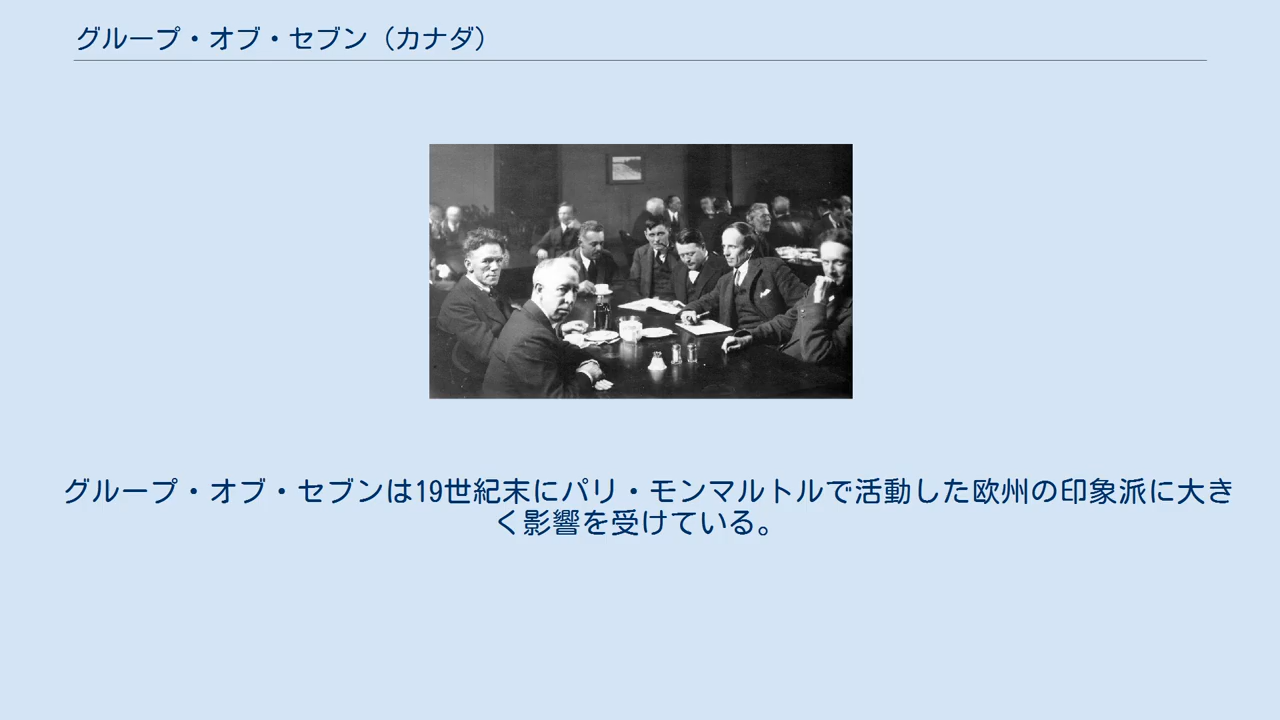 グループ・オブ・セブン（カナダ）
グループ・オブ・セブンは19世紀末にパリ・モンマルトルで活動した欧州の印象派に大き
く影響を受けている。